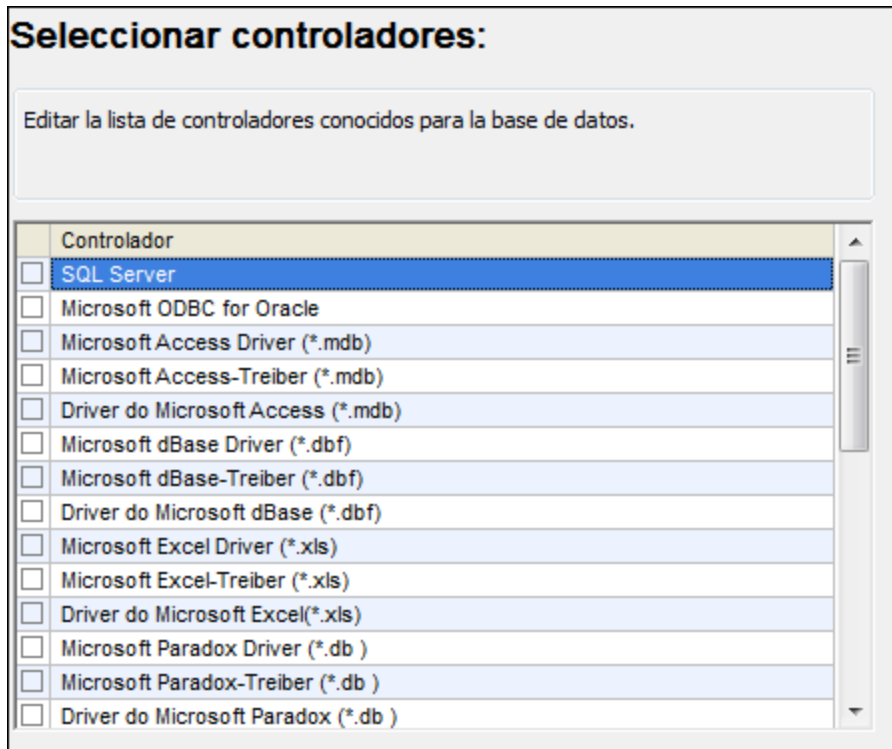 Seleccionar controladores:
Editar la lista de controladores conocidos para la base de datos.
Controlador
SQL Server
Microsoft ODBC for Oracle
Microsoft Access Driver (*.mdb)
Microsoft Access-Treiber (*.mdb)
Driver do Microsoft Access (*.mdb)
Microsoft dBase Driver (*.dbf)
Microsoft dBase-Treiber (*.dbf)
Driver do Microsoft dBase (*.dbf)
Microsoft Excel Driver (*.xls)
Microsoft Excel-Treiber (*.xls)
Driver do Microsoft Excel(*.xls)
Microsoft Paradox Driver (*.db )
Microsoft Paradox-Treiber (*.db )
Driver do Microsoft Paradox (*.db )